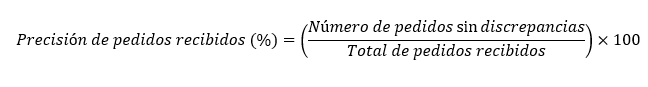 Precisión de pedidos recibidos (%) = (Número de pedidos sin discrepancias / Total de pedidos recibidos) × 100